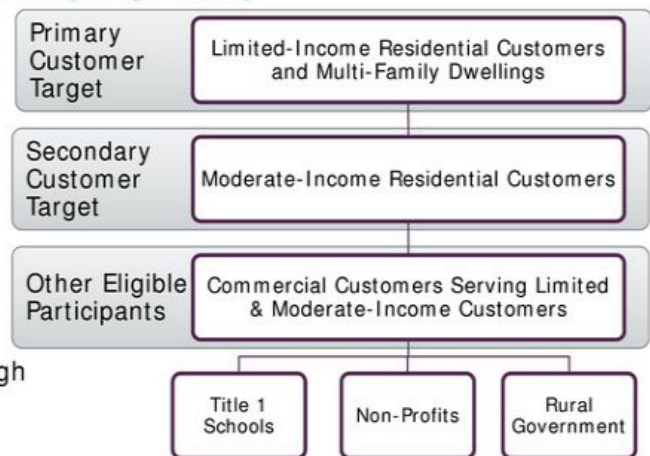 Primary
Customer
Target
Limited-Income Residential Customers
and Multi-Family Dwellings
Secondary
Customer
Target
Moderate-Income Residential Customers
Other Eligible
Participants
Commercial Customers Serving Limited
& Moderate-Income Customers
gh
Title 1
Schools
Non-Profits
Rural
Government